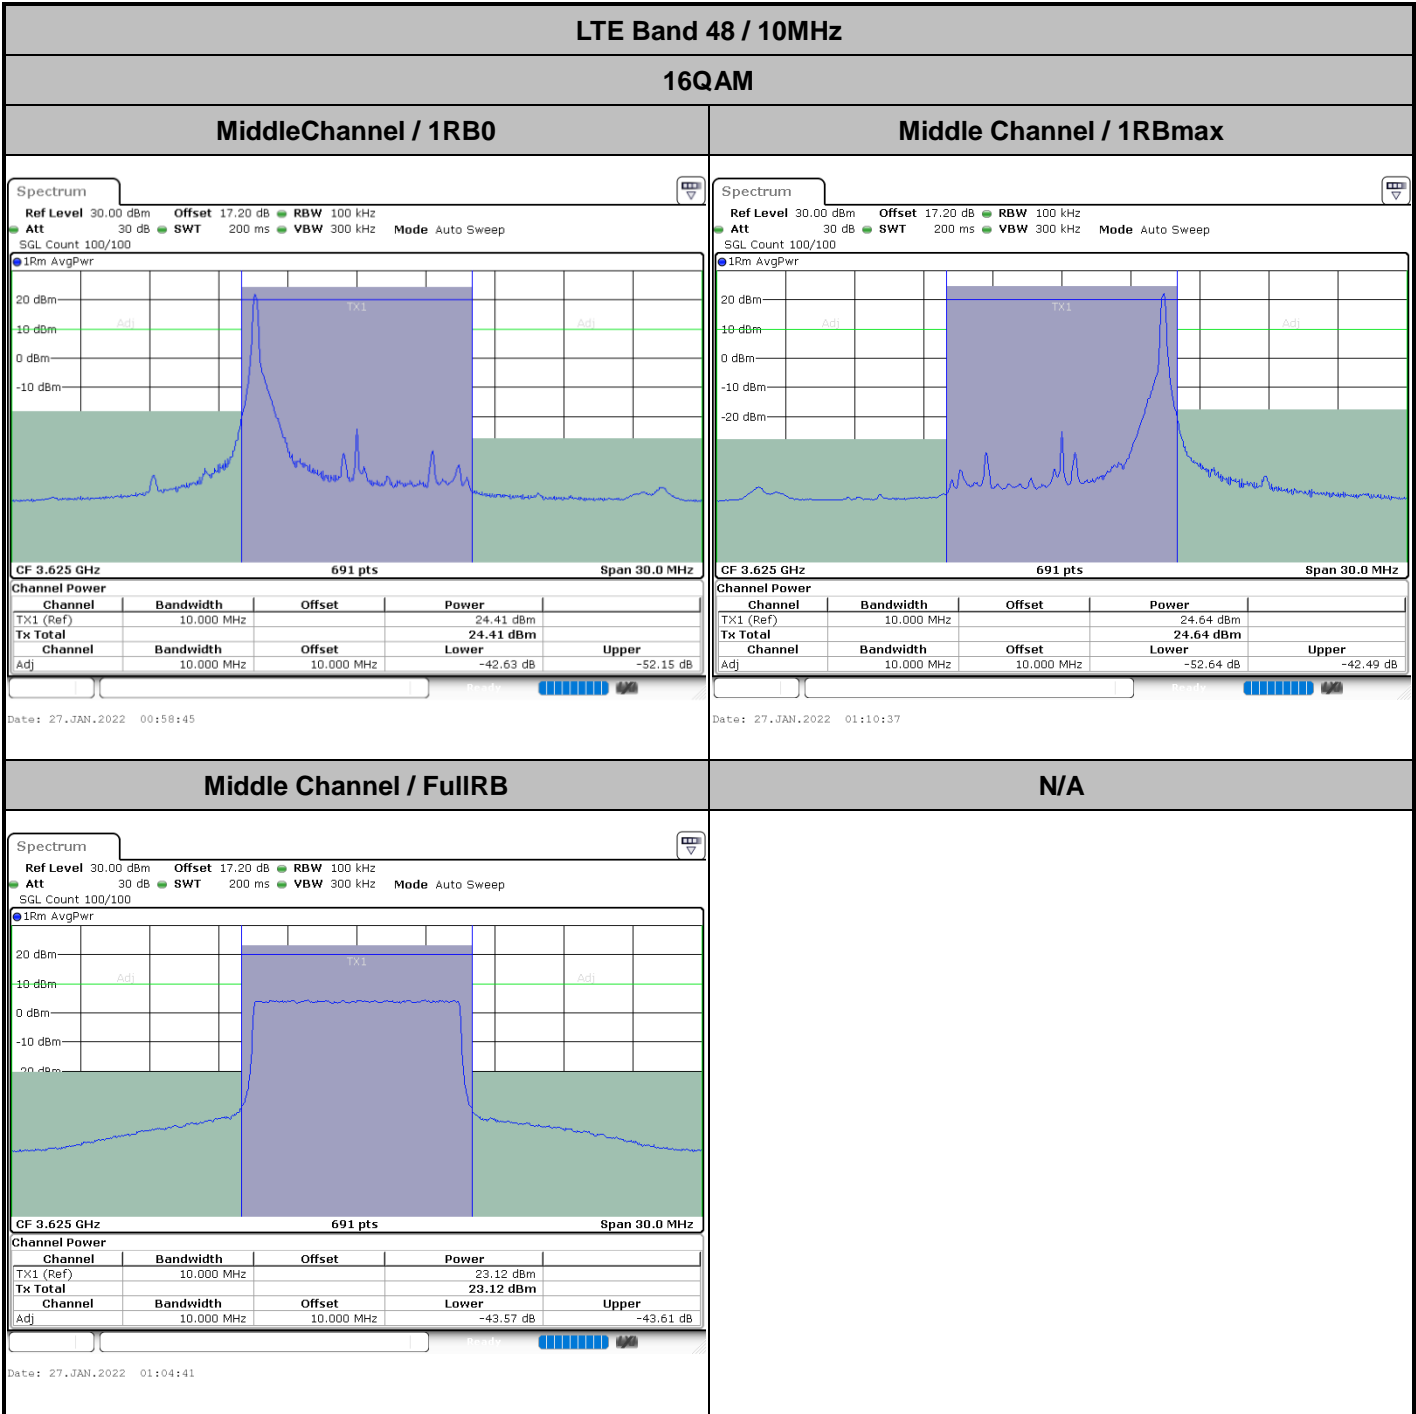 LTE Band 48 / 10MHz
16QAM
MiddleChannel / 1RB0
Middle Channel / 1RBmax
Spectrum
Ref Level 30.00 dBm Offset 17.20 dB RBW 100 kHz
Att 30 dB SWT 200 ms VBW 300 kHz Mode Auto Sweep
SGL Count 100/100
1Rm AvgPwr
TX1
Adj
Adj
20 dBm
10 dBm
0 dBm
-10 dBm
CF 3.625 GHz 691 pts Span 30.0 MHz
Channel Power
Channel Bandwidth Offset Power
TX1 (Ref) 10.000 MHz 24.41 dBm
Tx Total 24.41 dBm
Channel Bandwidth Offset Lower Upper
Adj 10.000 MHz 10.000 MHz -42.63 dB -52.15 dB
Ready
Date: 27.JAN.2022 00:58:45
Spectrum
Ref Level 30.00 dBm Offset 17.20 dB RBW 100 kHz
Att 30 dB SWT 200 ms VBW 300 kHz Mode Auto Sweep
SGL Count 100/100
1Rm AvgPwr
TX1
Adj
Adj
20 dBm
10 dBm
0 dBm
-10 dBm
-20 dBm
CF 3.625 GHz 691 pts Span 30.0 MHz
Channel Power
Channel Bandwidth Offset Power
TX1 (Ref) 10.000 MHz 24.64 dBm
Tx Total 24.64 dBm
Channel Bandwidth Offset Lower Upper
Adj 10.000 MHz 10.000 MHz -52.64 dB -42.49 dB
Ready
Date: 27.JAN.2022 01:10:37
Middle Channel / FullRB
N/A
Spectrum
Ref Level 30.00 dBm Offset 17.20 dB RBW 100 kHz
Att 30 dB SWT 200 ms VBW 300 kHz Mode Auto Sweep
SGL Count 100/100
1Rm AvgPwr
TX1
Adj
Adj
20 dBm
10 dBm
0 dBm
-10 dBm
20 dBm
CF 3.625 GHz 691 pts Span 30.0 MHz
Channel Power
Channel Bandwidth Offset Power
TX1 (Ref) 10.000 MHz 23.12 dBm
Tx Total 23.12 dBm
Channel Bandwidth Offset Lower Upper
Adj 10.000 MHz 10.000 MHz -43.57 dB -43.61 dB
Ready
Date: 27.JAN.2022 01:04:41